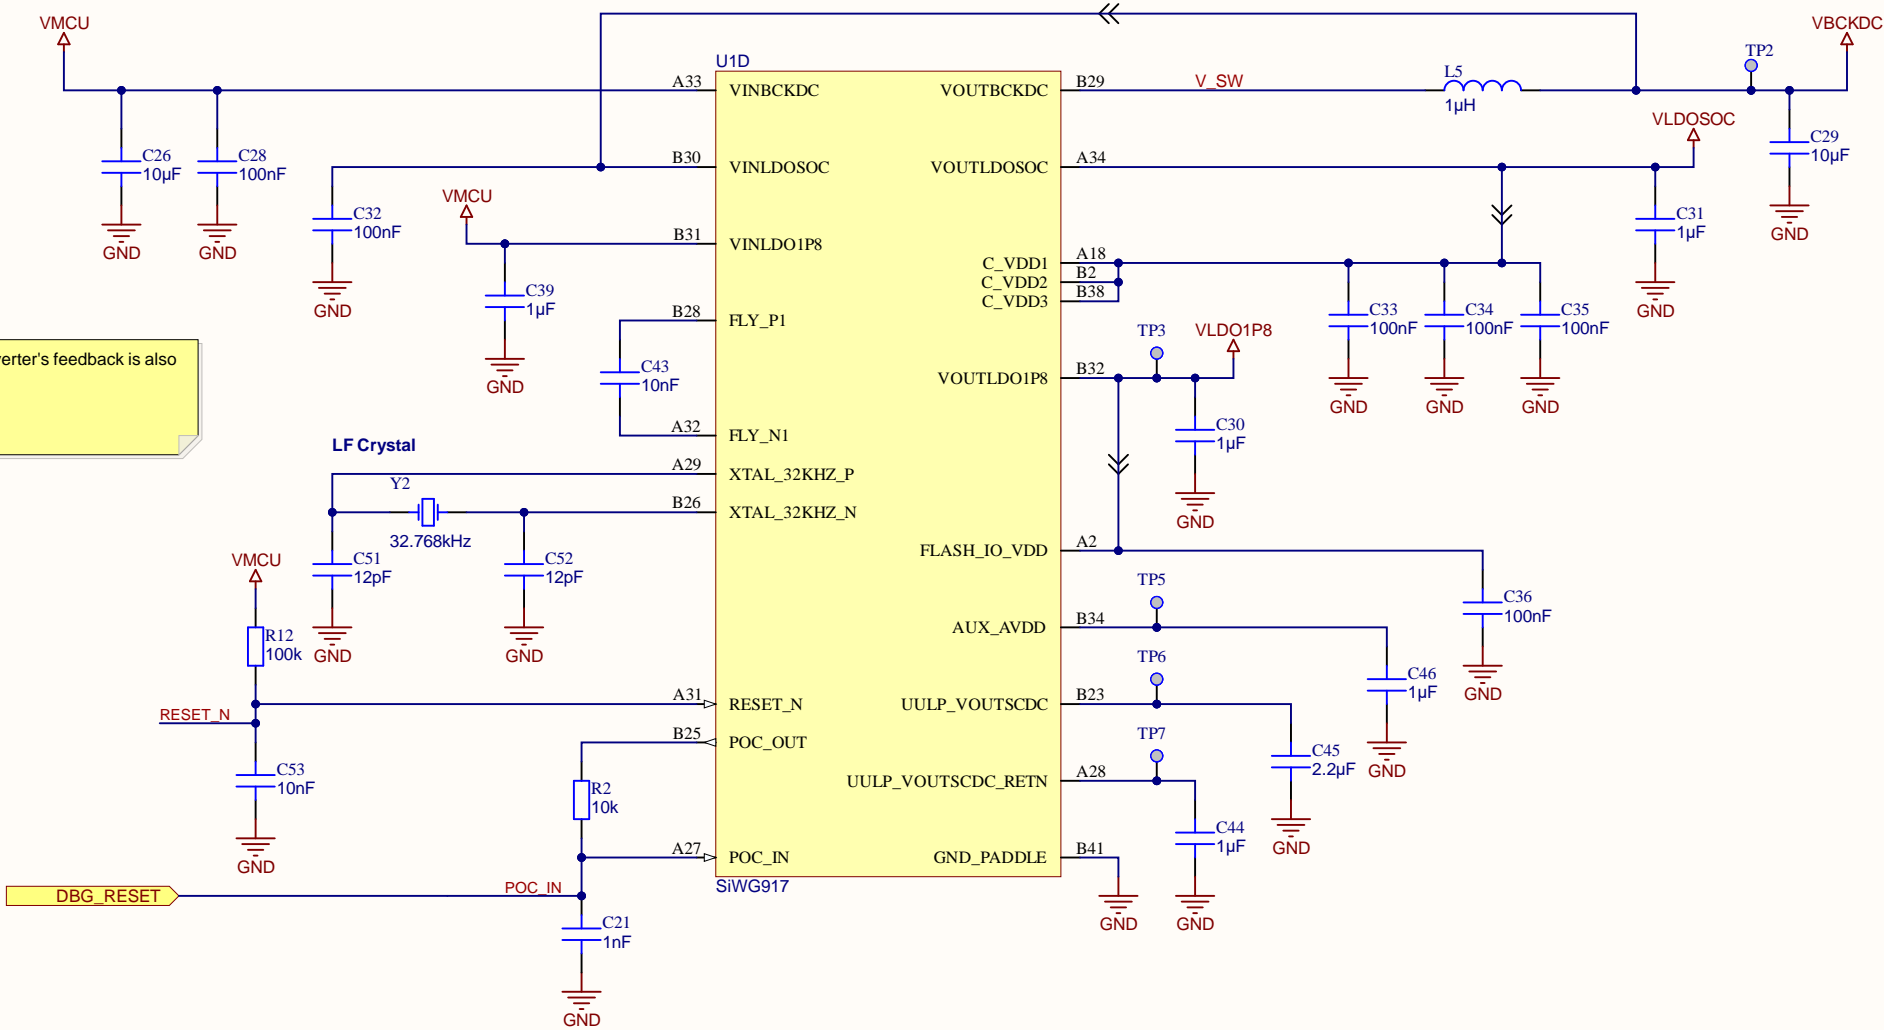 VMCU
VBCKDC
TP2
U1D
A33
VINBCKDC
VOUTBCKDC
B29
V_SW
L5
1µH
C26
10µF
C28
100nF
GND
GND
VLDOSOC
C29
10µF
GND
B30
VINLDOSOC
VOUTLDOSOC
A34
C32
100nF
GND
VMCU
C31
1µF
GND
B31
VINLDO1P8
C39
1µF
GND
C_VDD1
A18
C_VDD2
B2
C_VDD3
B38
C33
100nF
GND
C34
100nF
GND
C35
100nF
GND
B28
FLY_P1
C43
10nF
A32
FLY_N1
TP3
VLDO1P8
VOUTLDO1P8
B32
C30
1µF
GND
verter's feedback is also
LF Crystal
A29
XTAL_32KHZ_P
Y2
32.768kHz
B26
XTAL_32KHZ_N
C51
12pF
GND
C52
12pF
GND
FLASH_IO_VDD
A2
C36
100nF
GND
VMCU
R12
100k
TP5
AUX_AVDD
B34
C46
1µF
GND
A31
RESET_N
RESET_N
C53
10nF
GND
TP6
UULP_VOUTSCDC
B23
C45
2.2µF
GND
B25
POC_OUT
R2
10k
TP7
UULP_VOUTSCDC_RETN
A28
C44
1µF
GND
A27
POC_IN
GND_PADDLE
B41
GND
SiWG917
DBG_RESET
POC_IN
C21
1nF
GND